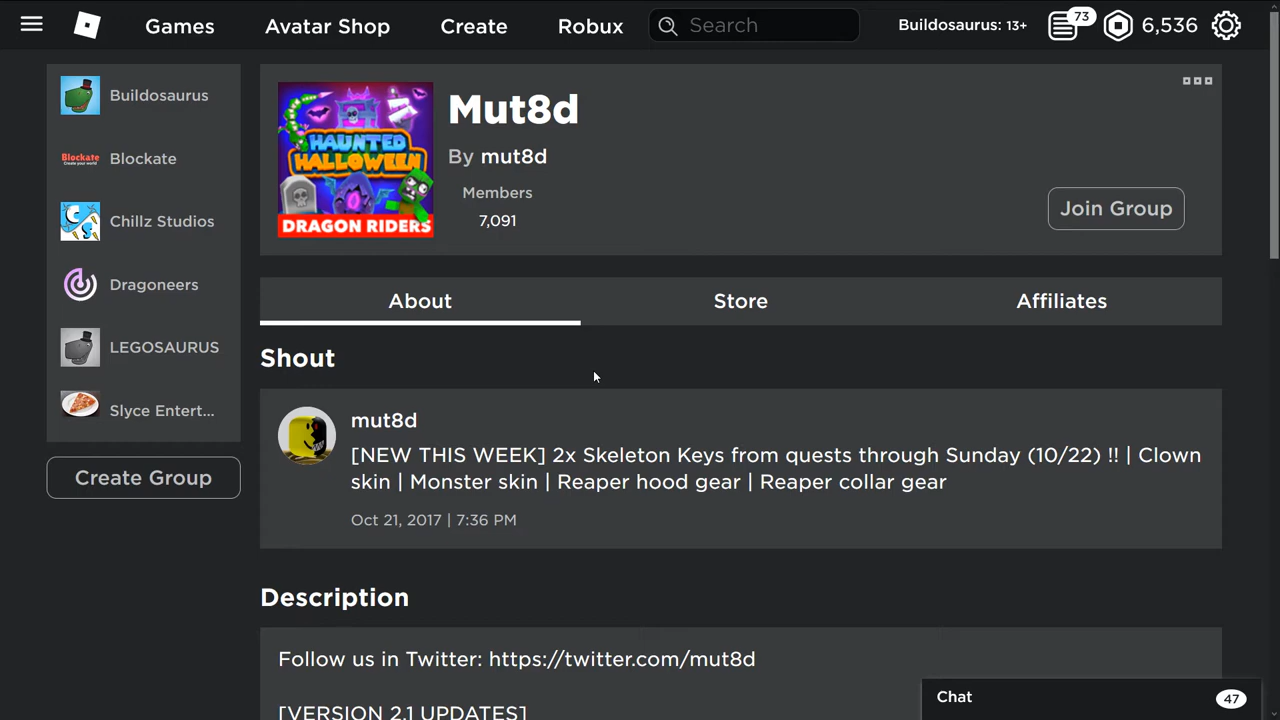 Games
Avatar Shop
Create
Robux
Search
Buildosaurus: 13+
73
6,536
Buildosaurus
Blockate
Blockate
Create your world
Chillz Studios
Dragoneers
LEGOSAURUS
Slyce Entert...
Create Group
HAUNTED
HALLOWEEN
DRAGON RIDERS
Mut8d
By mut8d
Members
7,091
Join Group
About
Store
Affiliates
Shout
mut8d
[NEW THIS WEEK] 2x Skeleton Keys from quests through Sunday (10/22) !! | Clown
skin | Monster skin | Reaper hood gear | Reaper collar gear
Oct 21, 2017 | 7:36 PM
Description
Follow us in Twitter: https://twitter.com/mut8d
[VERSION 2.1 UPDATES]
Chat
47